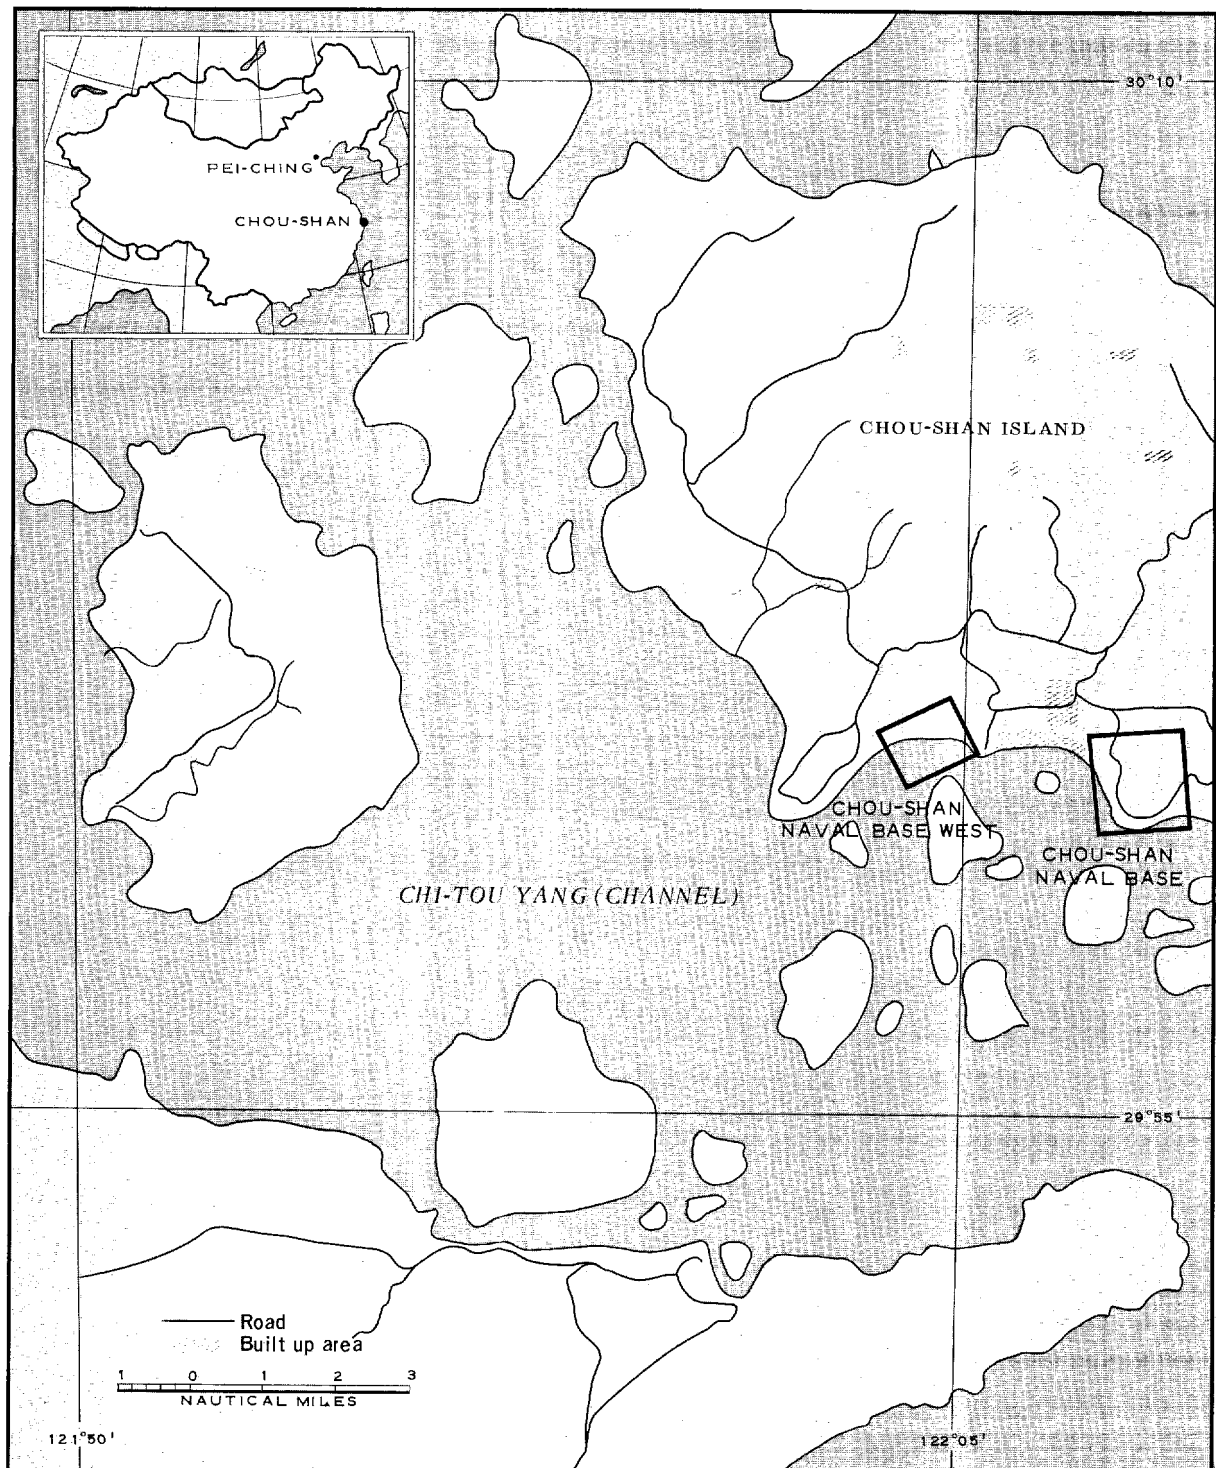 30°10'
PEI-CHING
CHOU-SHAN
CHOU-SHAN ISLAND
CHOU-SHAN
NAVAL BASE WEST
CHOU-SHAN
NAVAL BASE
CHI-TOU YANG (CHANNEL)
29°55'
Road
Built up area
1 0 1 2 3
NAUTICAL MILES
121°50'
122°05'